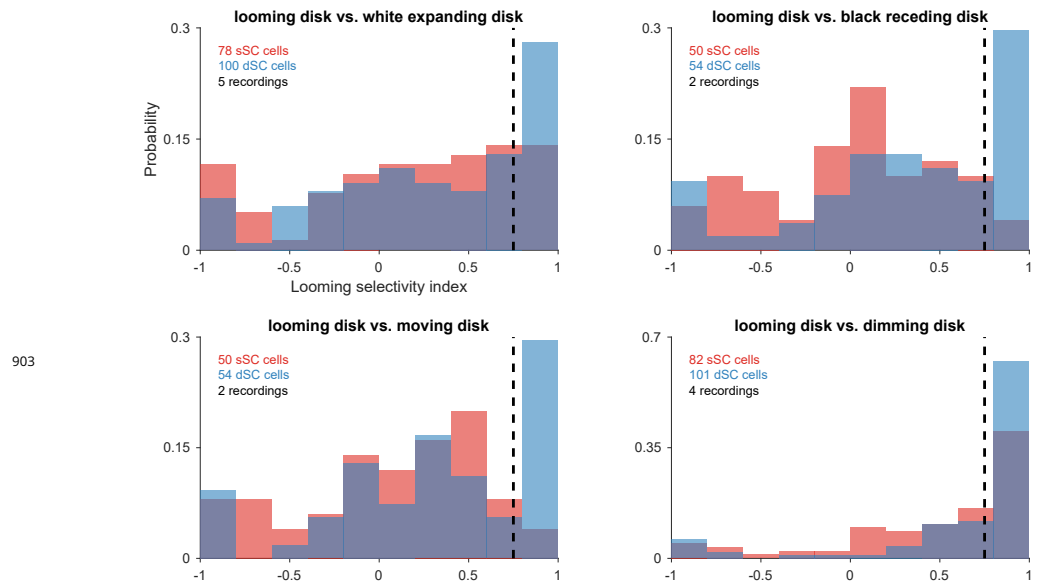 looming disk vs. white expanding disk
0.3
0.15
0
Probability
78 sSC cells
100 dSC cells
5 recordings
-1
-0.5
0
0.5
1
Looming selectivity index
looming disk vs. black receding disk
0.3
0.15
0
50 sSC cells
54 dSC cells
2 recordings
-1
-0.5
0
0.5
1
903
looming disk vs. moving disk
0.3
0.15
0
50 sSC cells
54 dSC cells
2 recordings
-1
-0.5
0
0.5
1
looming disk vs. dimming disk
0.7
0.35
0
82 sSC cells
101 dSC cells
4 recordings
-1
-0.5
0
0.5
1